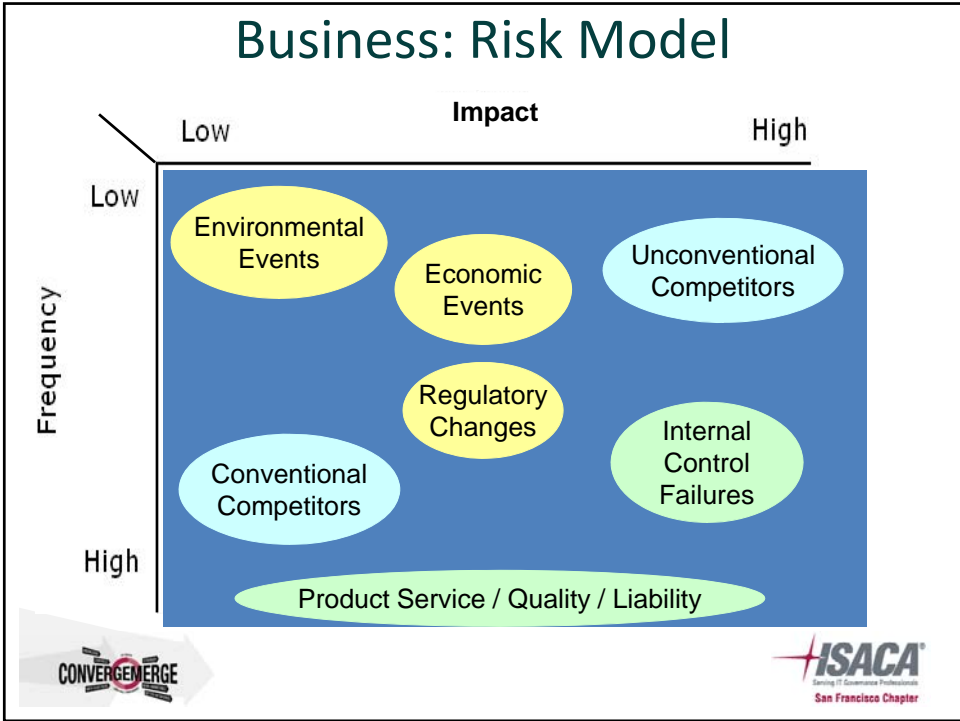 Business: Risk Model
Impact
Low
High
Low
Environmental
Events
Economic
Events
Unconventional
Competitors
Frequency
Regulatory
Changes
Internal
Control
Failures
Conventional
Competitors
High
Product Service / Quality / Liability
CONVERGEMERGE
ISACA®
Serving IT Governance Professionals
San Francisco Chapter